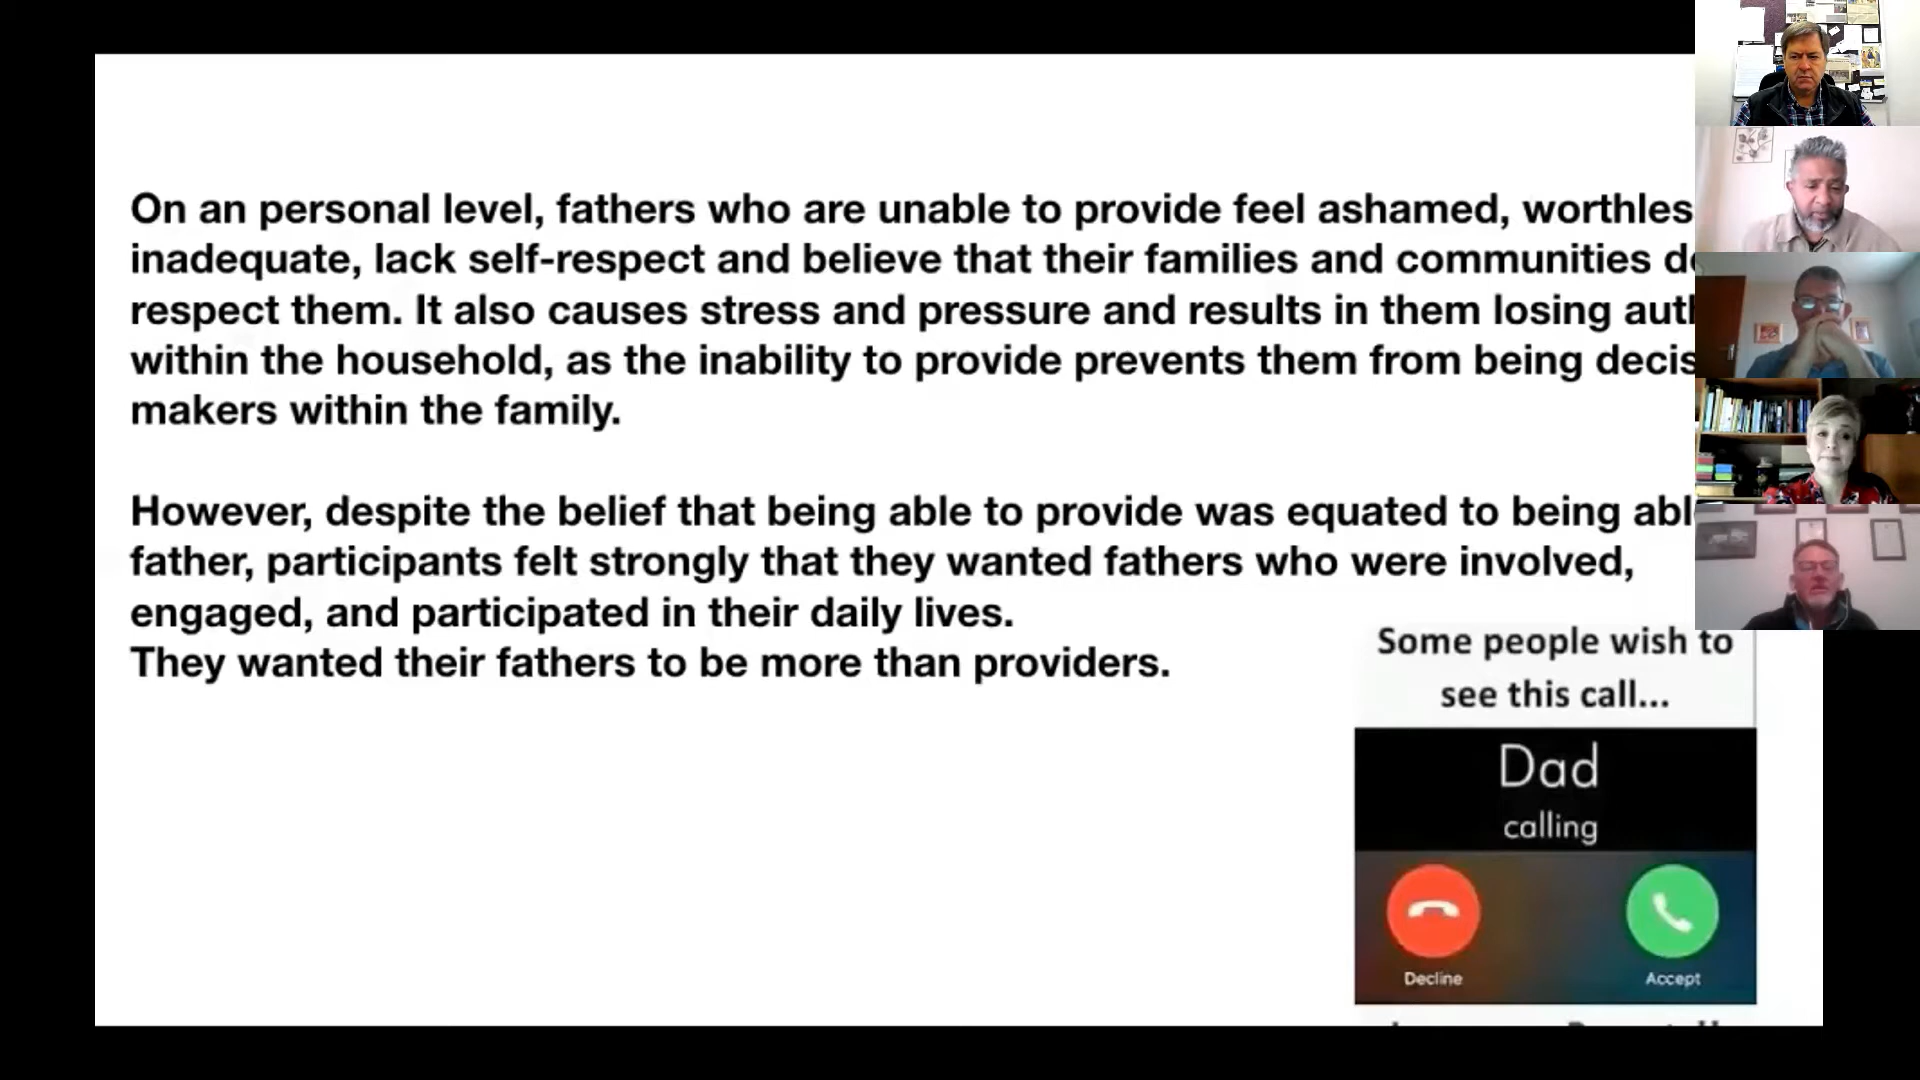 On an personal level, fathers who are unable to provide feel ashamed, worthles
inadequate, lack self-respect and believe that their families and communities d
respect them. It also causes stress and pressure and results in them losing aut
within the household, as the inability to provide prevents them from being decis
makers within the family.
However, despite the belief that being able to provide was equated to being abl
father, participants felt strongly that they wanted fathers who were involved,
engaged, and participated in their daily lives.
They wanted their fathers to be more than providers.
Some people wish to
see this call...
Dad
calling
Decline
Accept